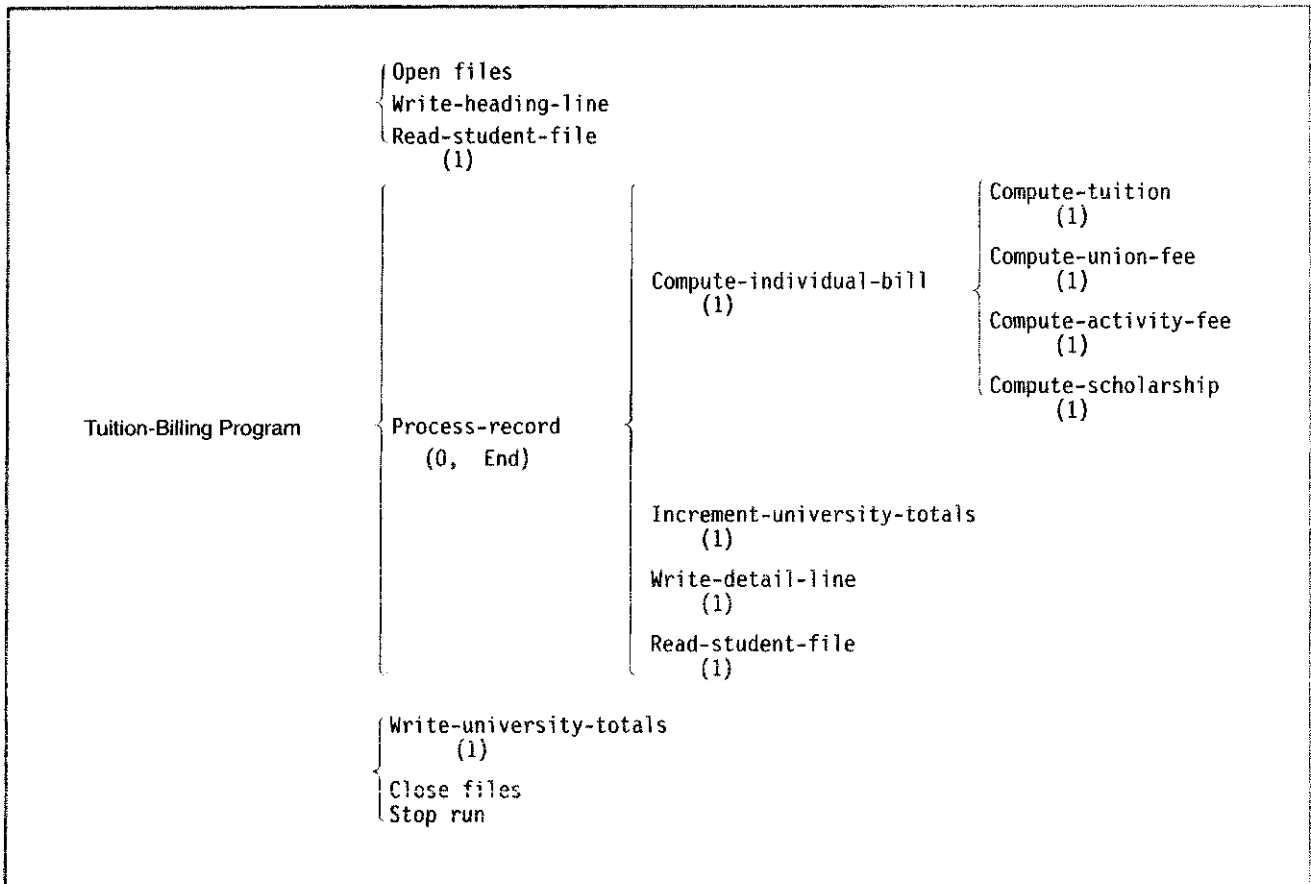 Open files
Write-heading-line
Read-student-file
(1)
Compute-tuition
(1)
Compute-union-fee
(1)
Compute-individual-bill
(1)
Compute-activity-fee
(1)
Compute-scholarship
(1)
Tuition-Billing Program
Process-record
(0, End)
Increment-university-totals
(1)
Write-detail-line
(1)
Read-student-file
(1)
Write-university-totals
(1)
Close files
Stop run